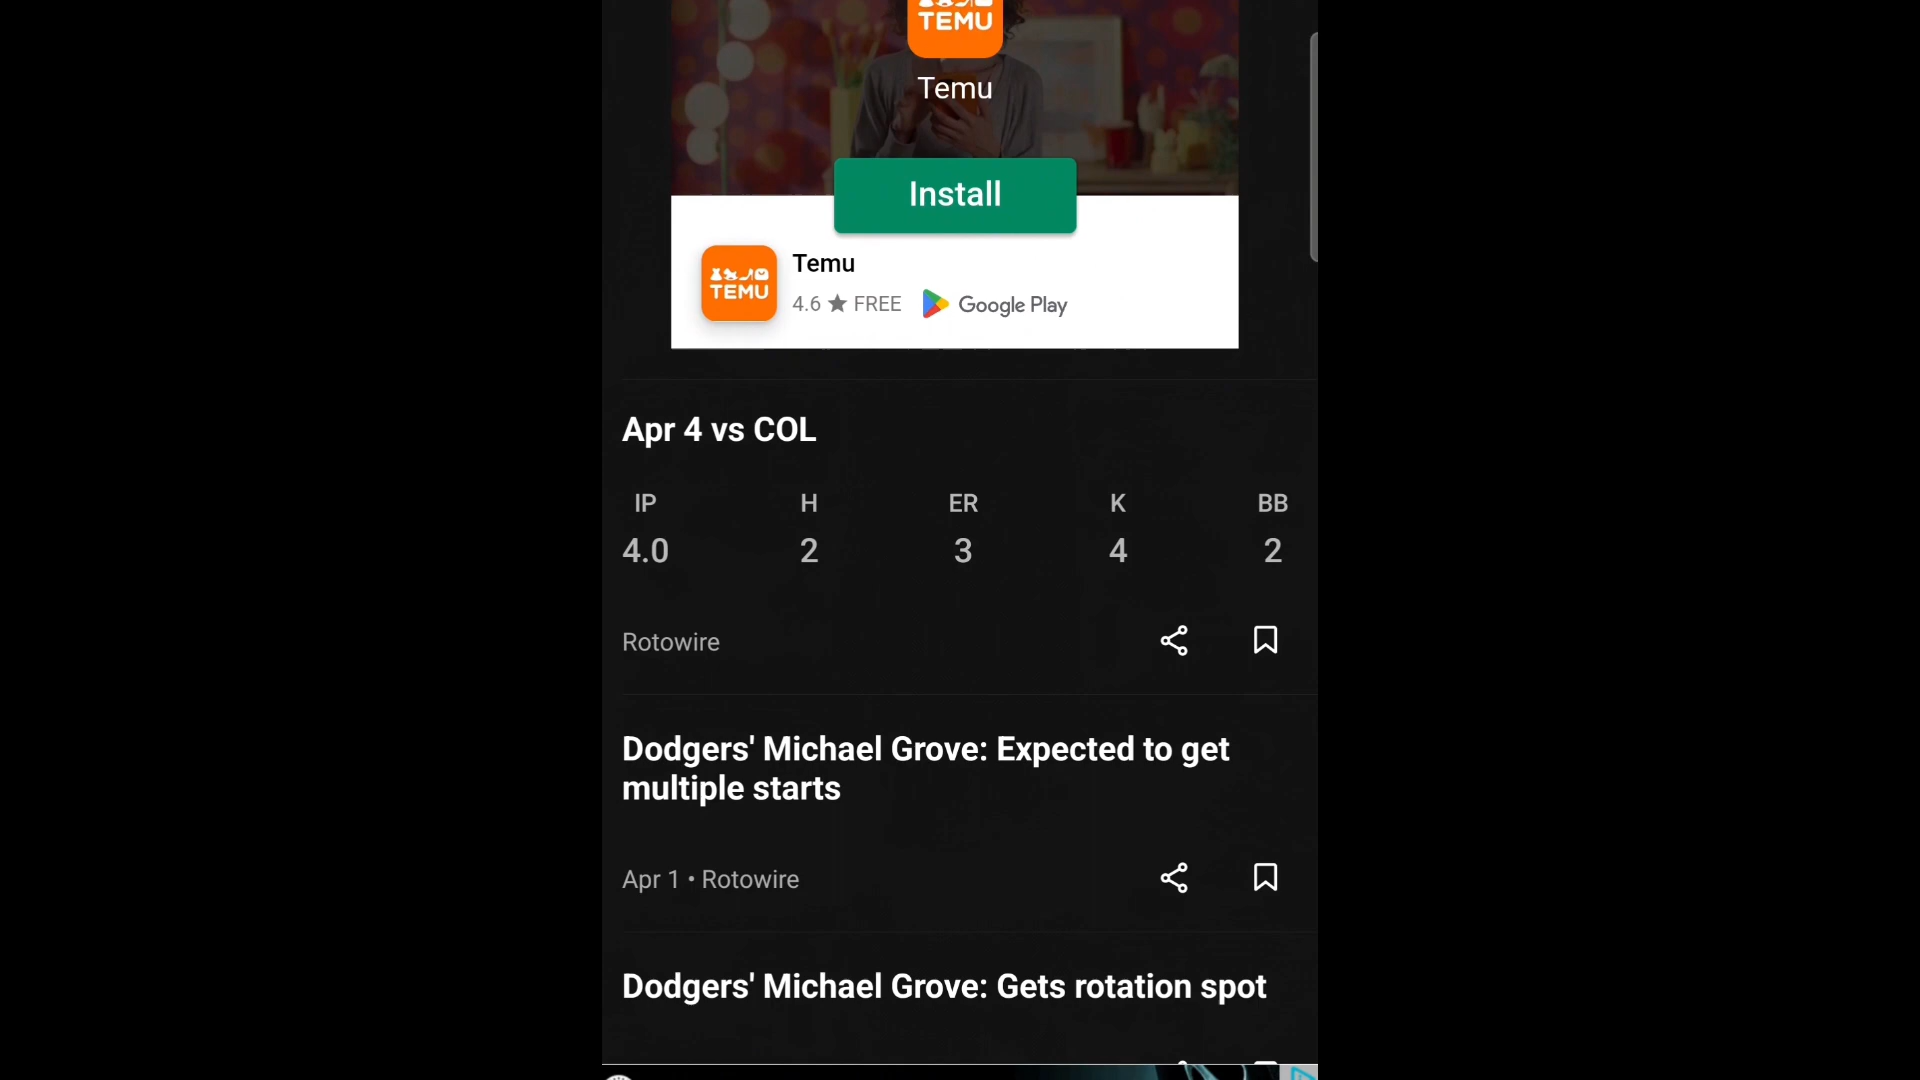 TEMU
Temu
Install
TEMU
Temu
4.6 ★ FREE Google Play
Apr 4 vs COL
IP H ER K BB
4.0 2 3 4 2
Rotowire
Dodgers' Michael Grove: Expected to get
multiple starts
Apr 1 • Rotowire
Dodgers' Michael Grove: Gets rotation spot